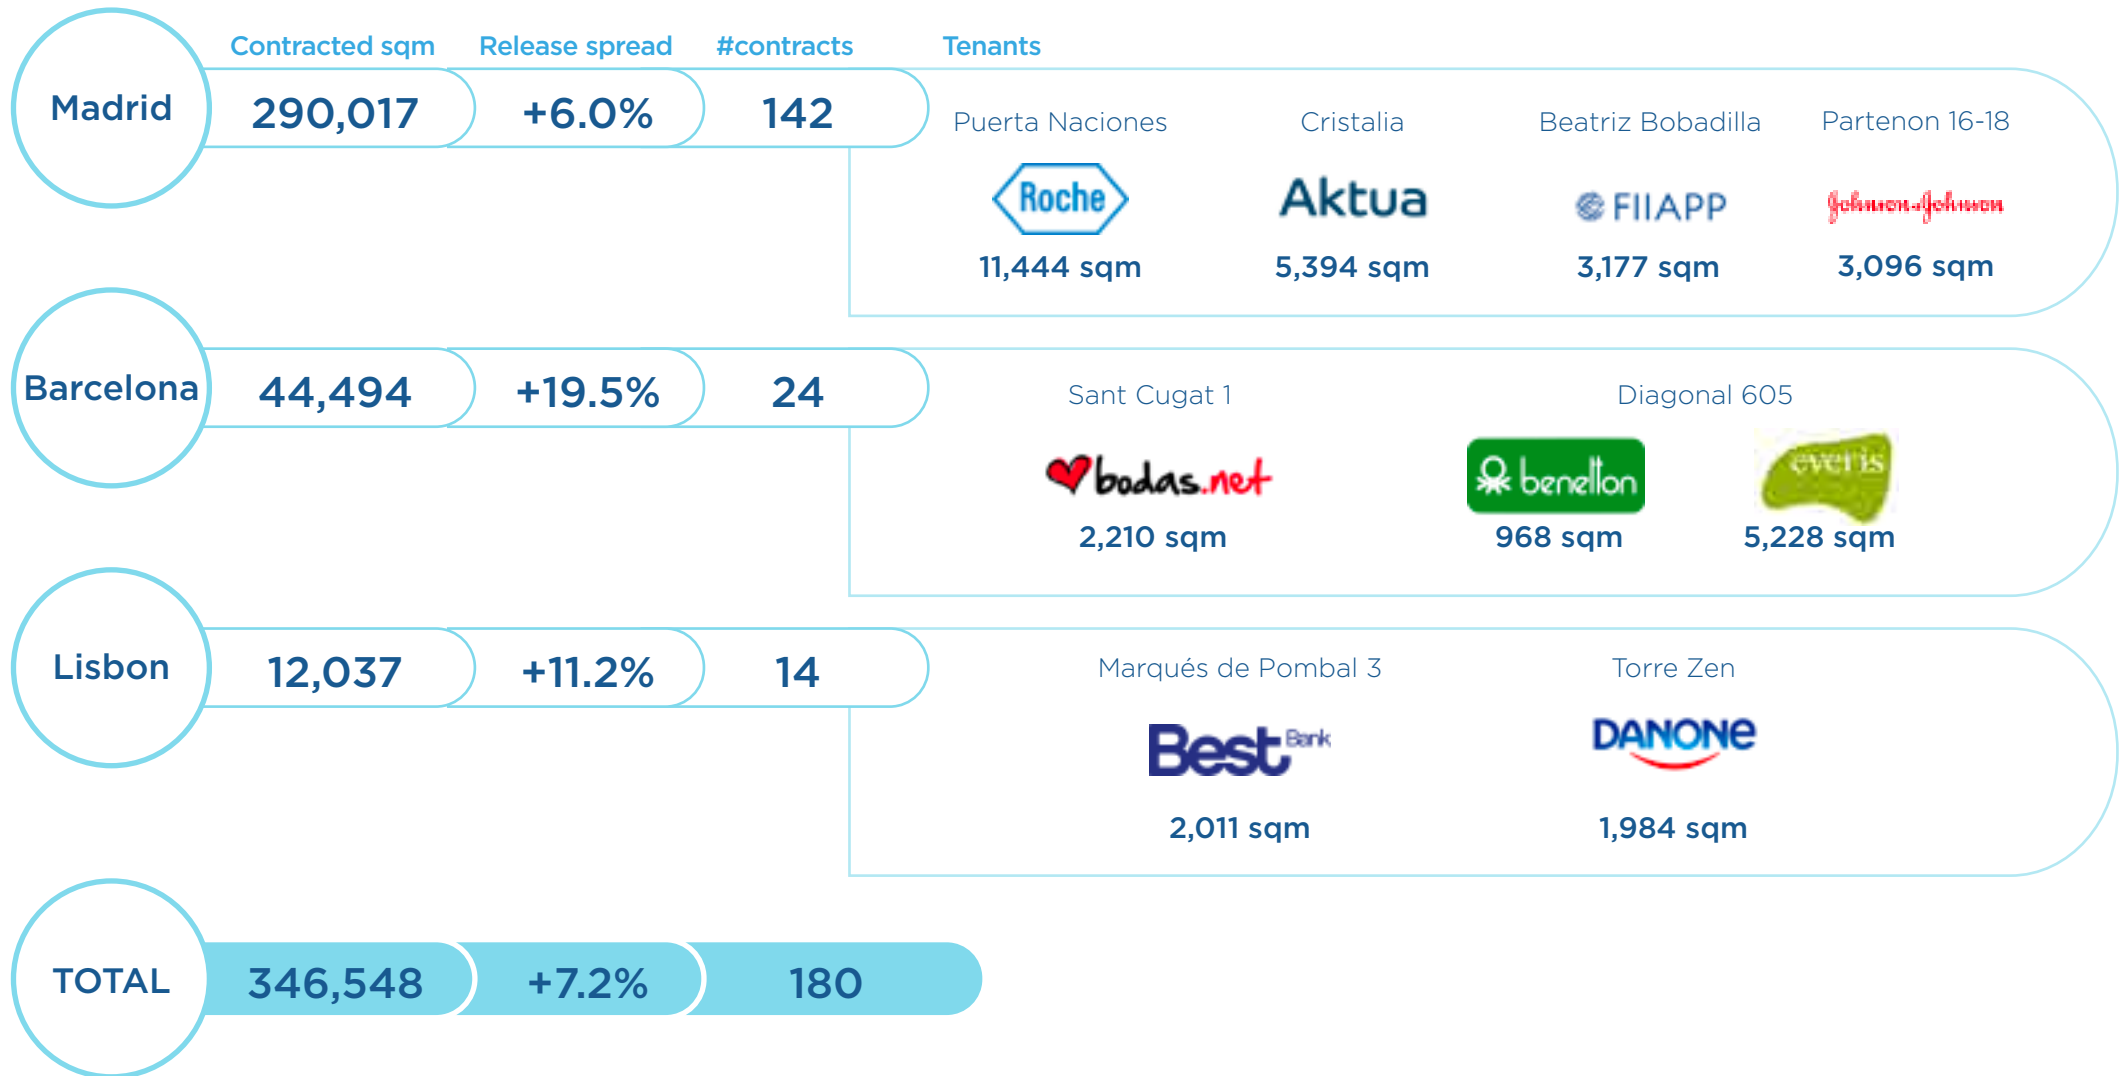 Contracted sqm Release spread #contracts Tenants
Madrid 290,017 +6.0% 142
Puerta Naciones Cristalia Beatriz Bobadilla Partenon 16-18
Roche Aktua FIIAPP Johnson&Johnson
11,444 sqm 5,394 sqm 3,177 sqm 3,096 sqm
Barcelona 44,494 +19.5% 24
Sant Cugat 1 Diagonal 605
bodas.net benetton everis
2,210 sqm 968 sqm 5,228 sqm
Lisbon 12,037 +11.2% 14
Marqués de Pombal 3 Torre Zen
Best Bank DANONE
2,011 sqm 1,984 sqm
TOTAL 346,548 +7.2% 180